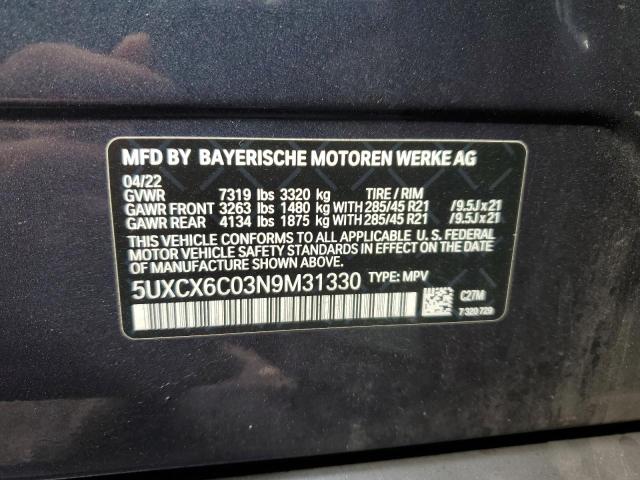 MFD BY BAYERISCHE MOTOREN WERKE AG
04/22
GVWR 7319 lbs 3320 kg TIRE / RIM
GAWR FRONT 3263 lbs 1480 kg WITH 285/45 R21 /9.5J x 21
GAWR REAR 4134 lbs 1875 kg WITH 285/45 R21 /9.5J x 21
THIS VEHICLE CONFORMS TO ALL APPLICABLE U. S. FEDERAL
MOTOR VEHICLE SAFETY STANDARDS IN EFFECT ON THE DATE OF
MANUFACTURE SHOWN ABOVE.
5UXCX6C03N9M31330 TYPE: MPV
C27M
7 320 729